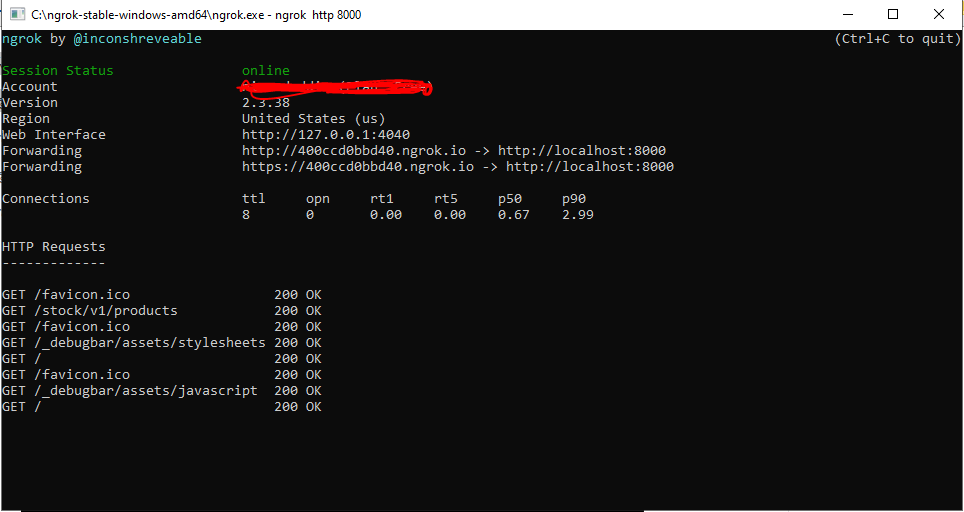 C:\ngrok-stable-windows-amd64\ngrok.exe - ngrok http 8000
ngrok by @inconshreveable (Ctrl+C to quit)
Session Status online
Account
Version 2.3.38
Region United States (us)
Web Interface http://127.0.0.1:4040
Forwarding http://400ccd0bbd40.ngrok.io -> http://localhost:8000
Forwarding https://400ccd0bbd40.ngrok.io -> http://localhost:8000
Connections ttl opn rt1 rt5 p50 p90
8 0 0.00 0.00 0.67 2.99
HTTP Requests
-------------
GET /favicon.ico 200 OK
GET /stock/v1/products 200 OK
GET /favicon.ico 200 OK
GET /_debugbar/assets/stylesheets 200 OK
GET / 200 OK
GET /favicon.ico 200 OK
GET /_debugbar/assets/javascript 200 OK
GET / 200 OK